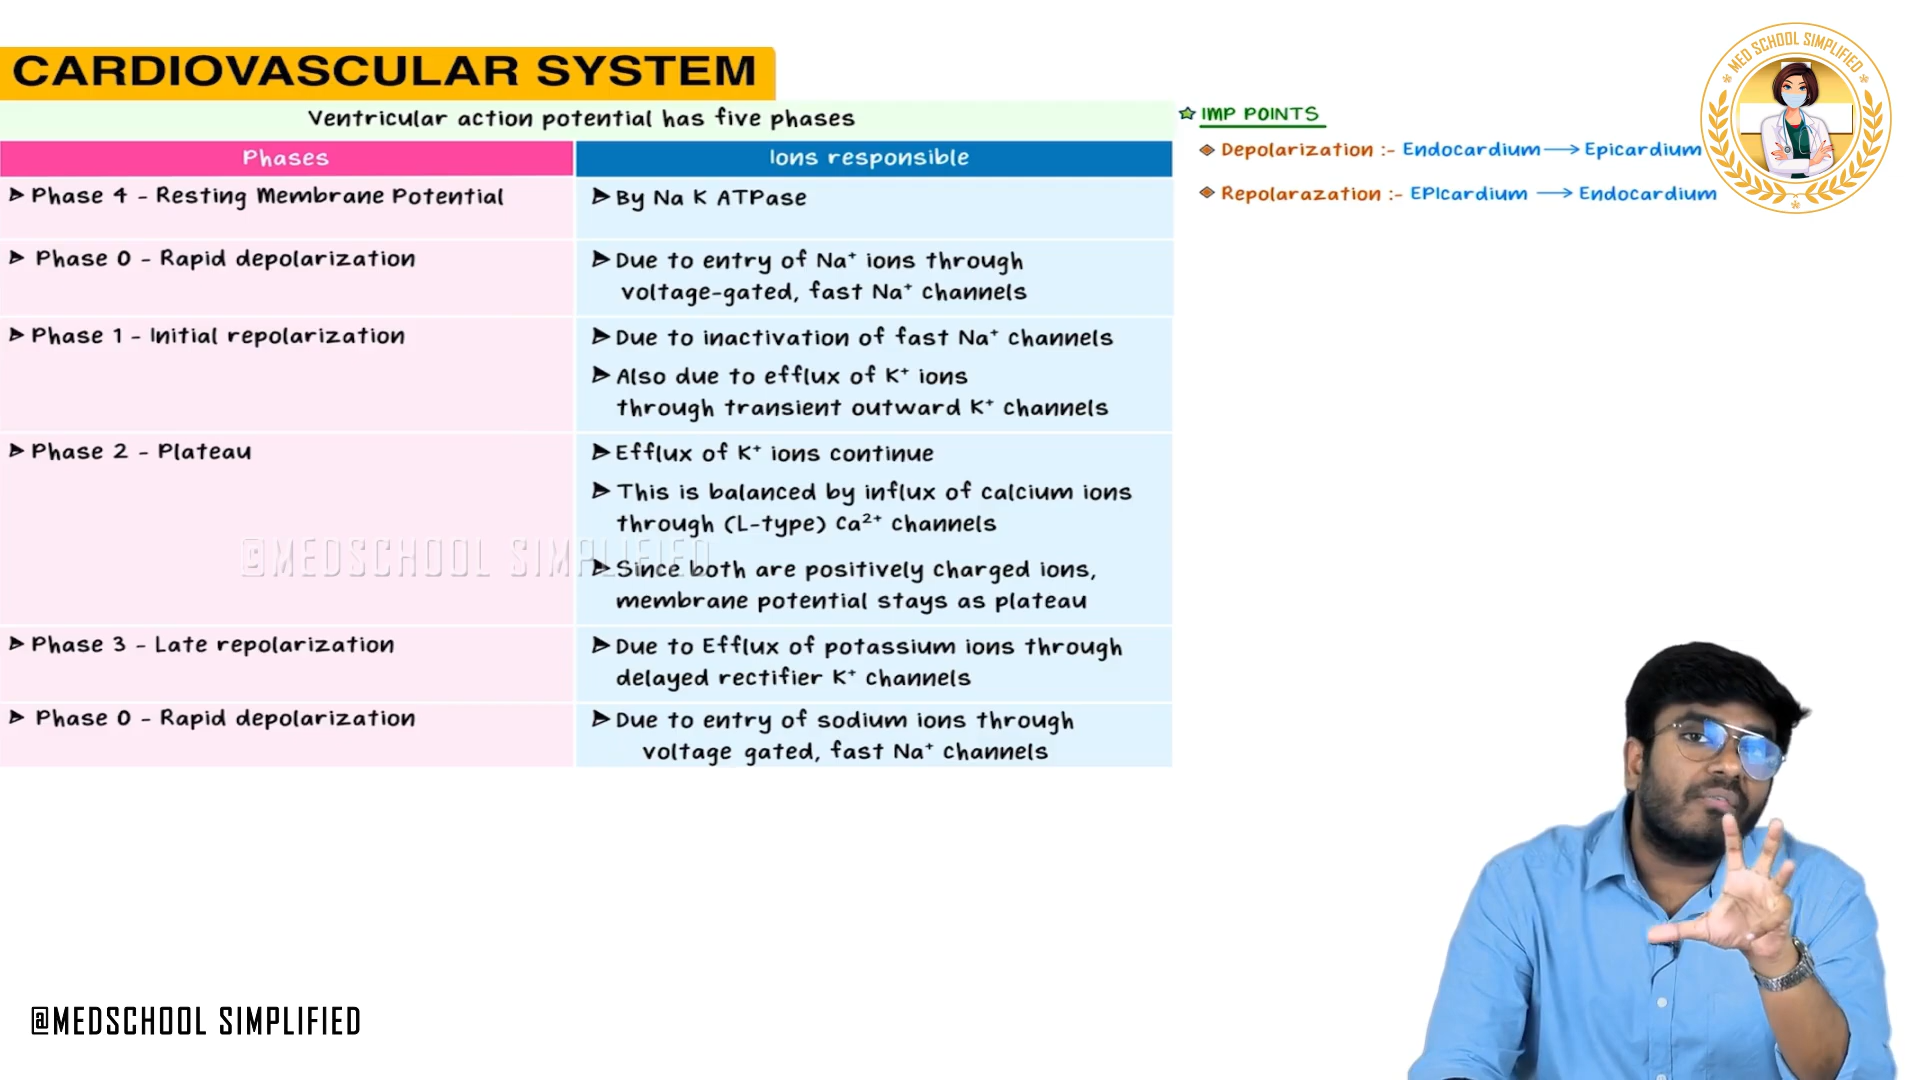 CARDIOVASCULAR SYSTEM
Ventricular action potential has five phases
Phases
Ions responsible
Phase 4 - Resting Membrane Potential
By Na K ATPase
Phase 0 - Rapid depolarization
Due to entry of Na⁺ ions through
voltage-gated, fast Na⁺ channels
Phase 1 - Initial repolarization
Due to inactivation of fast Na⁺ channels
Also due to efflux of K⁺ ions
through transient outward K⁺ channels
Phase 2 - Plateau
Efflux of K⁺ ions continue
This is balanced by influx of calcium ions
through (L-type) Ca²⁺ channels
Since both are positively charged ions,
membrane potential stays as plateau
Phase 3 - Late repolarization
Due to Efflux of potassium ions through
delayed rectifier K⁺ channels
Phase 0 - Rapid depolarization
Due to entry of sodium ions through
voltage gated, fast Na⁺ channels
IMP POINTS
Depolarization :- Endocardium → Epicardium
Repolarazation :- EPIcardium → Endocardium
MED SCHOOL SIMPLIFIED
@MEDSCHOOL SIMPLIFIED
@MEDSCHOOL SIMPLIFIED